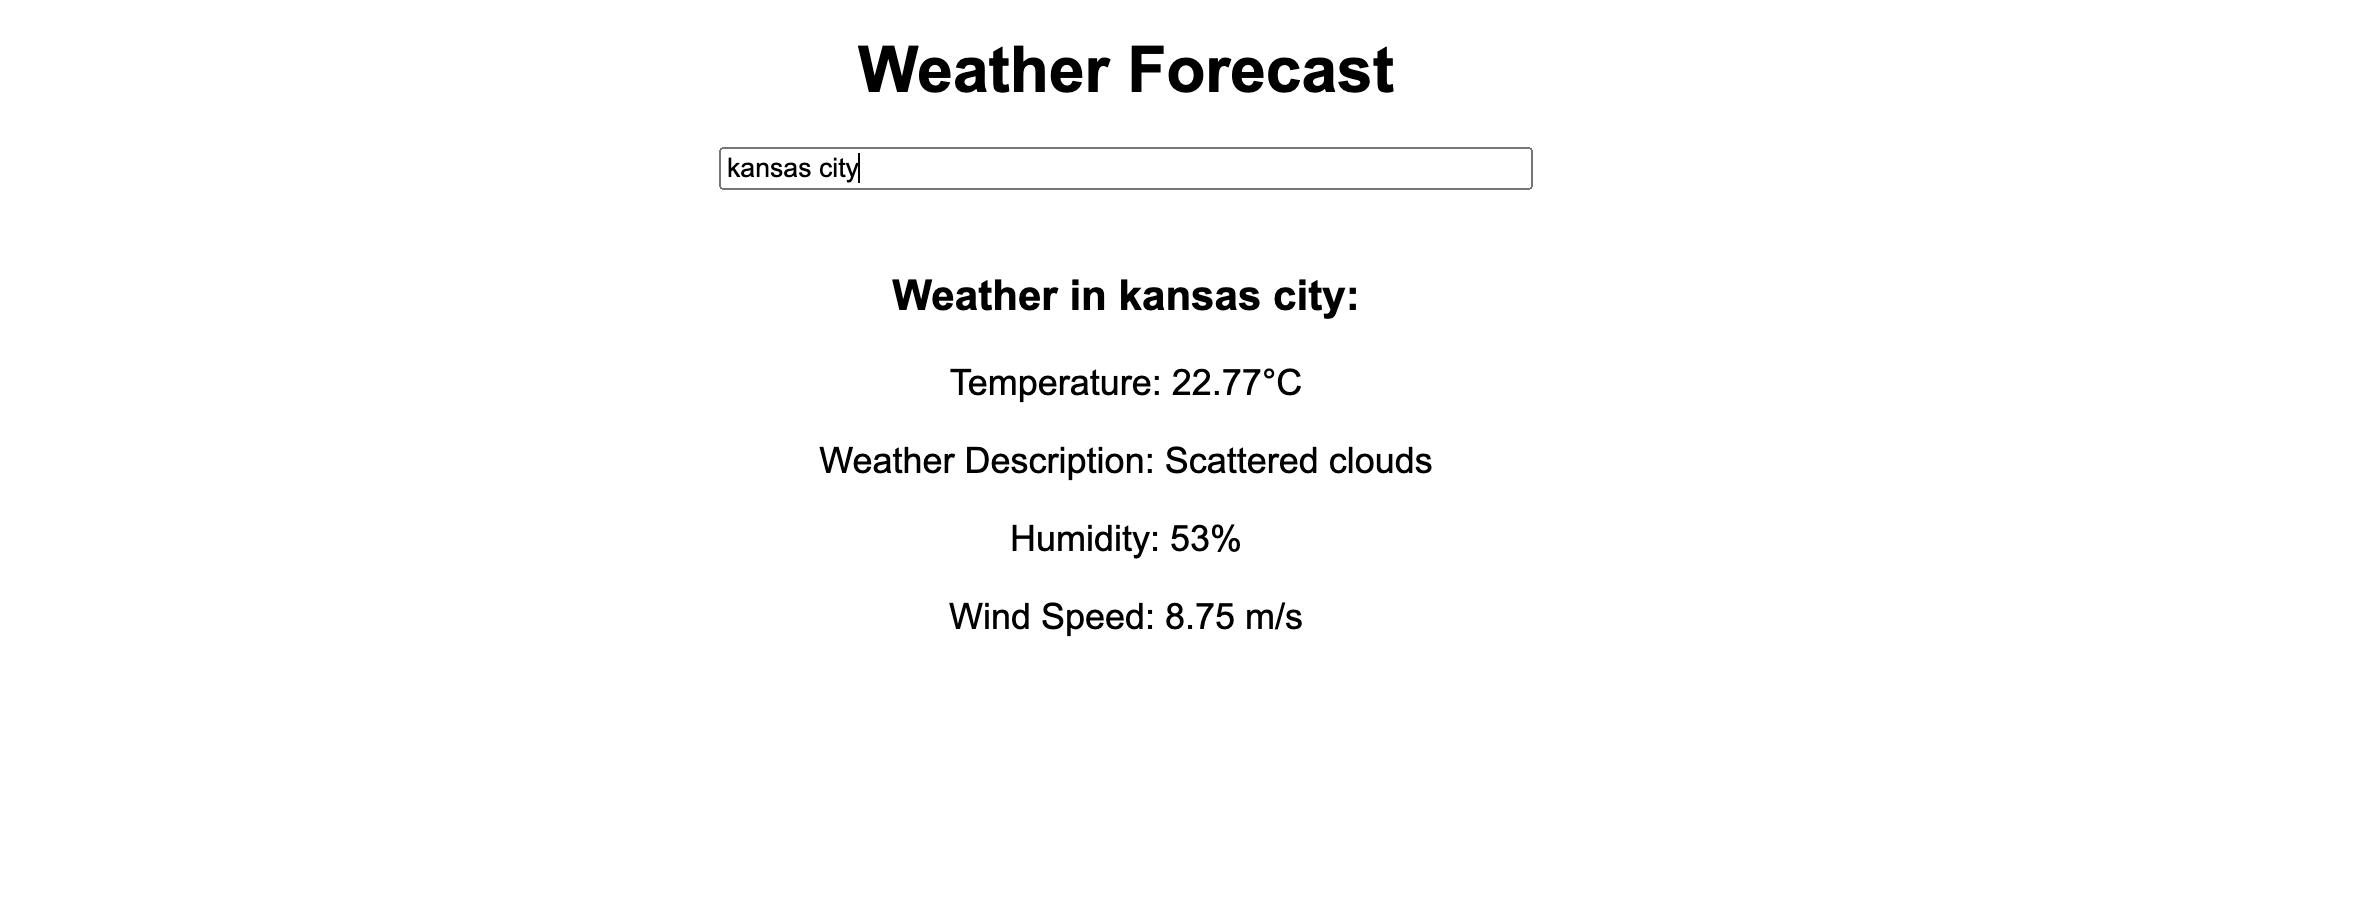 Weather Forecast
kansas city
Weather in kansas city:
Temperature: 22.77°C
Weather Description: Scattered clouds
Humidity: 53%
Wind Speed: 8.75 m/s